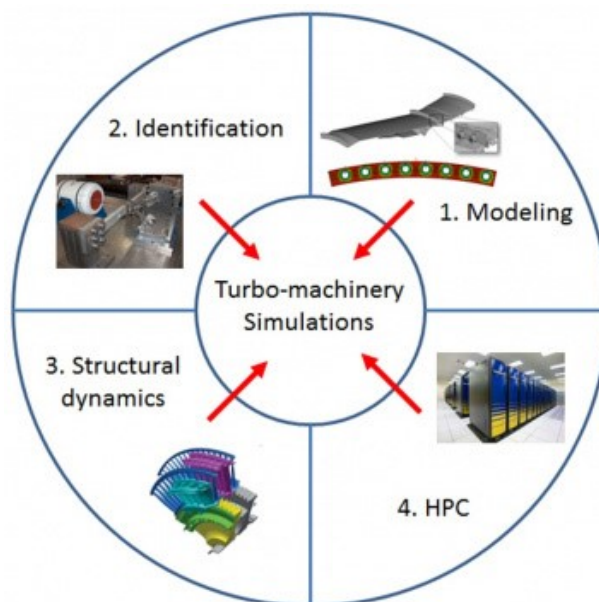 2. Identification
1. Modeling
Turbo-machinery
Simulations
3. Structural
dynamics
4. HPC